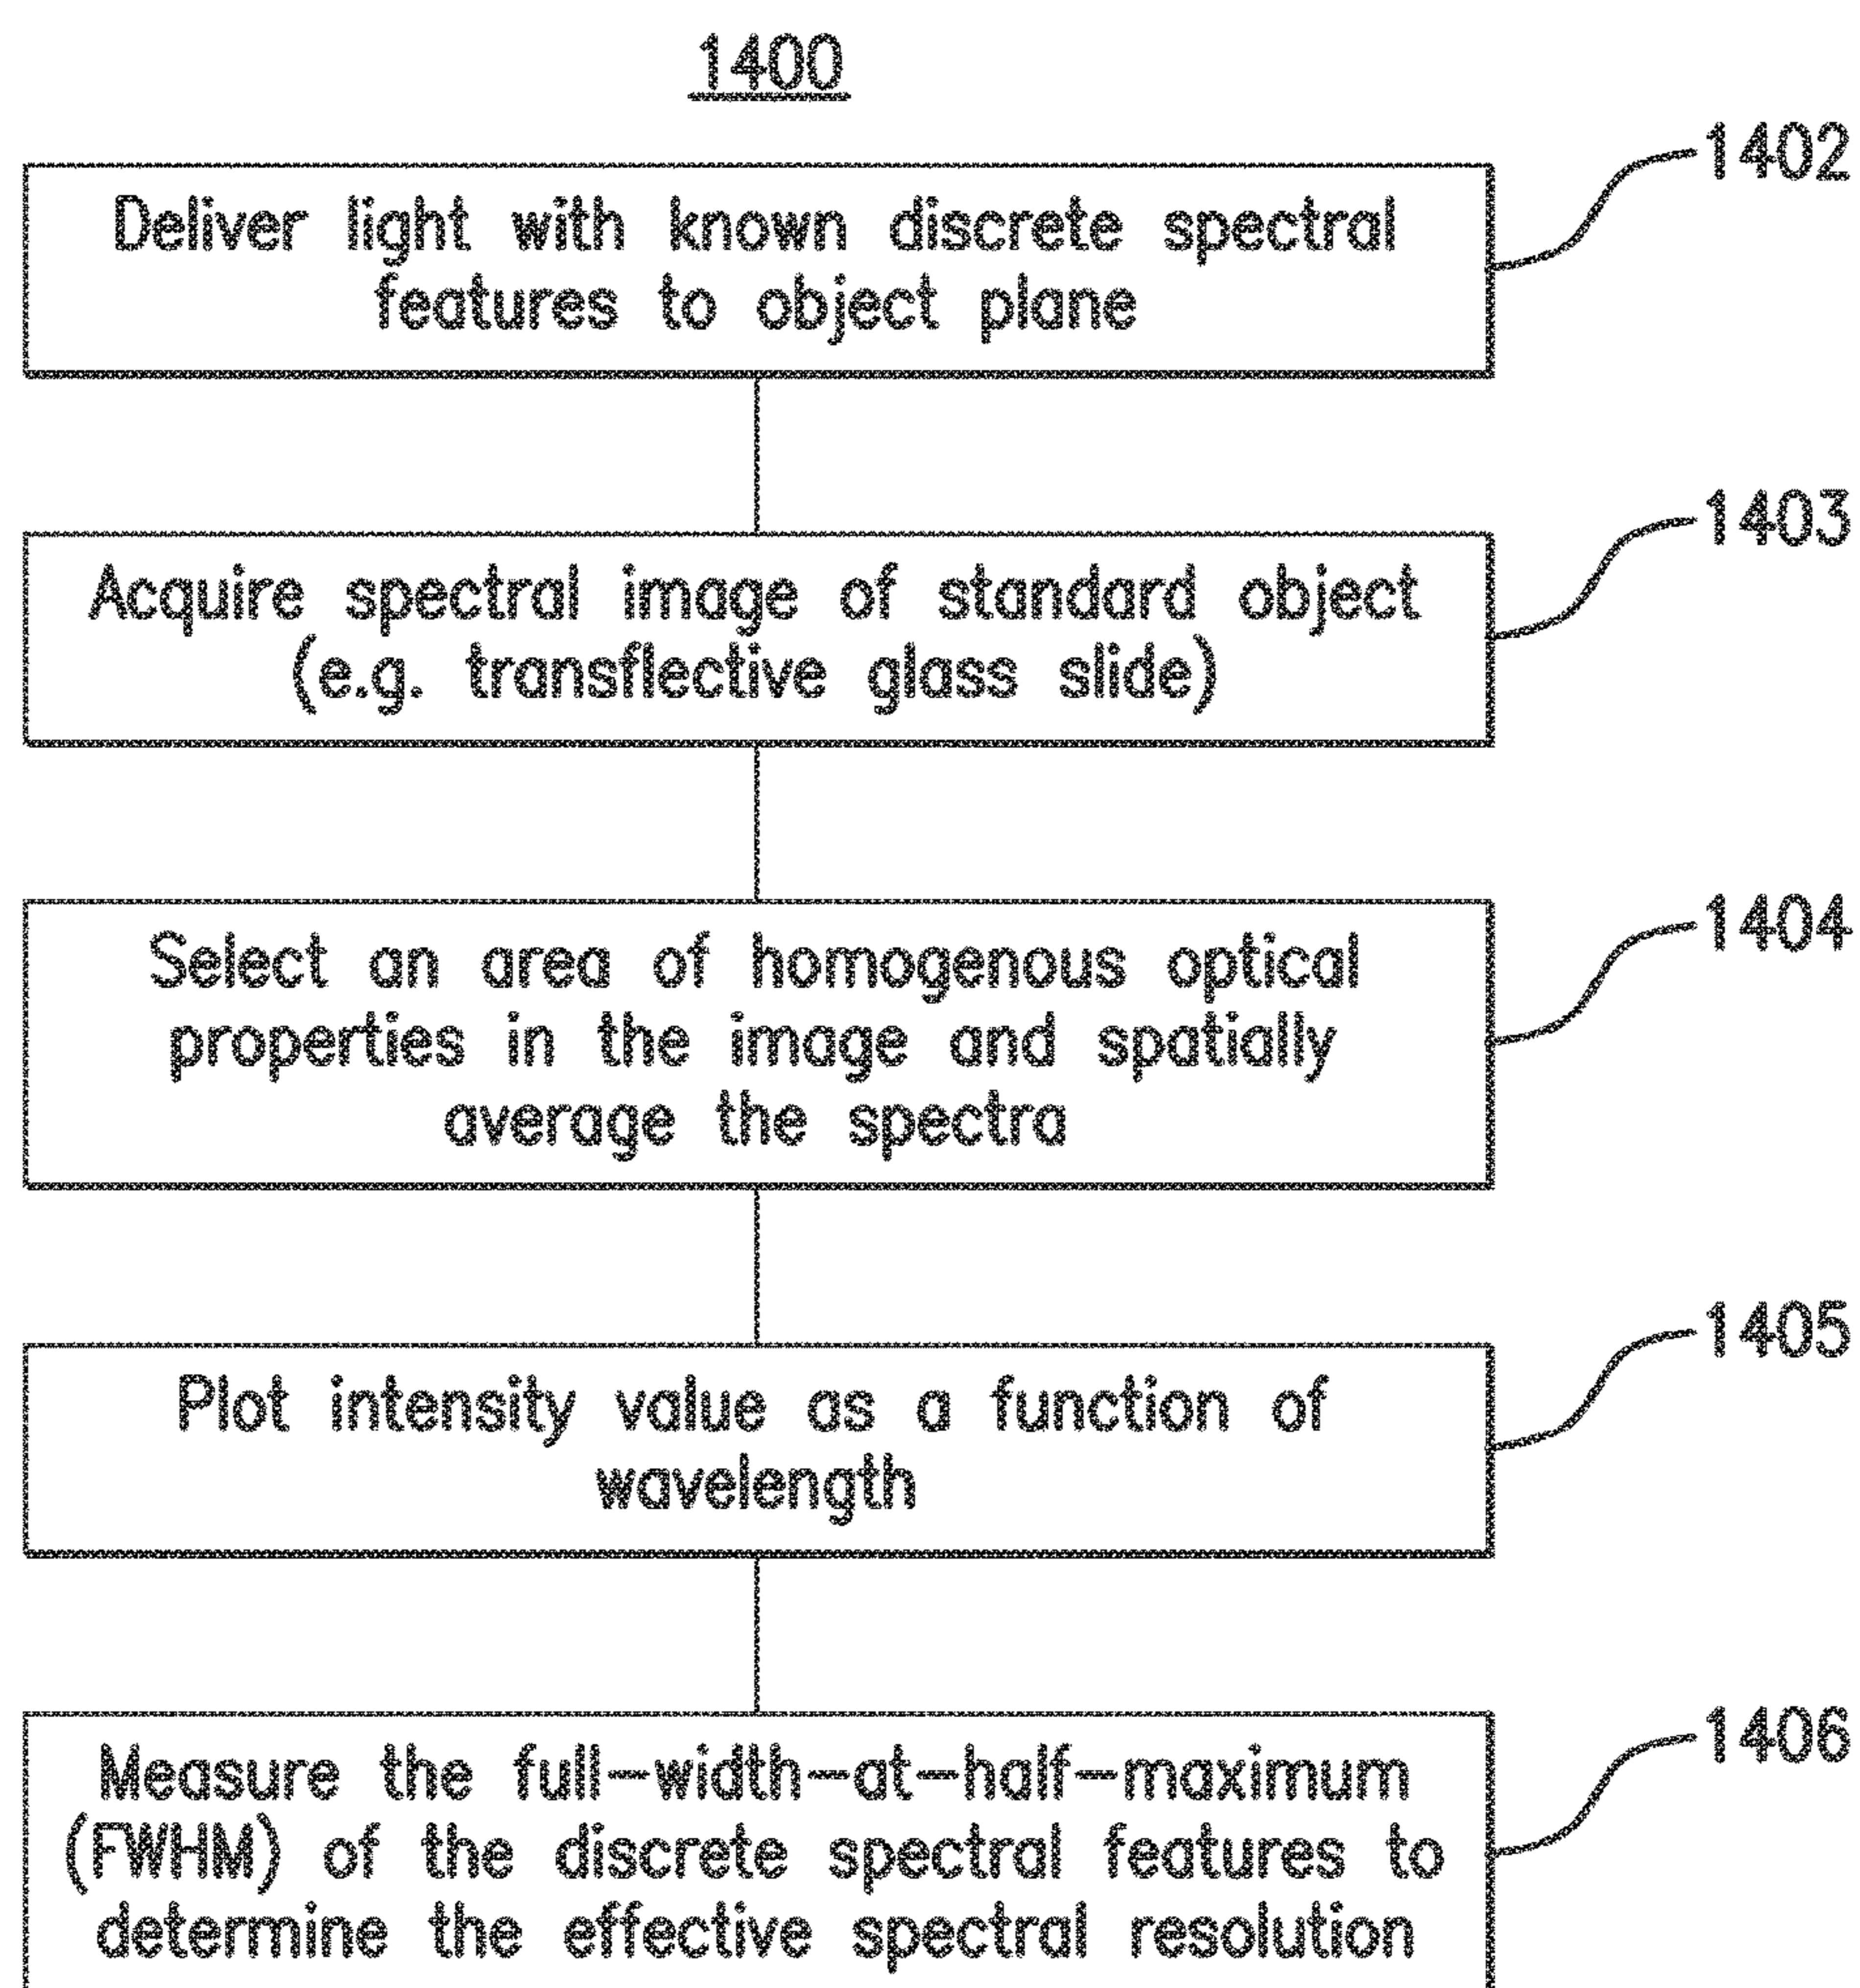 1400
1402
Deliver light with known discrete spectral
features to object plane
1403
Acquire spectral image of standard object
(e.g. transflective glass slide)
1404
Select an area of homogenous optical
properties in the image and spatially
average the spectra
1405
Plot intensity value as a function of
wavelength
1406
Measure the full-width-at-half-maximum
(FWHM) of the discrete spectral features to
determine the effective spectral resolution